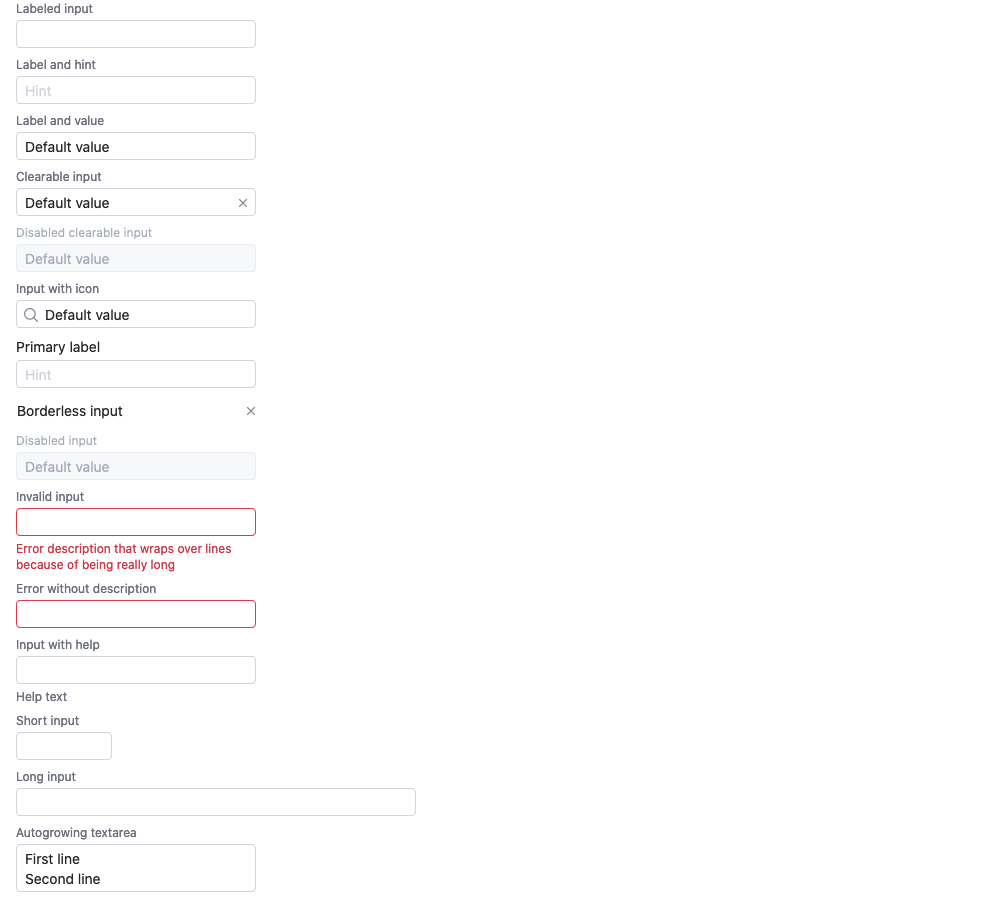 Labeled input
Label and hint
Hint
Label and value
Default value
Clearable input
Default value
Disabled clearable input
Default value
Input with icon
Default value
Primary label
Hint
Borderless input
Disabled input
Default value
Invalid input
Error description that wraps over lines
because of being really long
Error without description
Input with help
Help text
Short input
Long input
Autogrowing textarea
First line
Second line